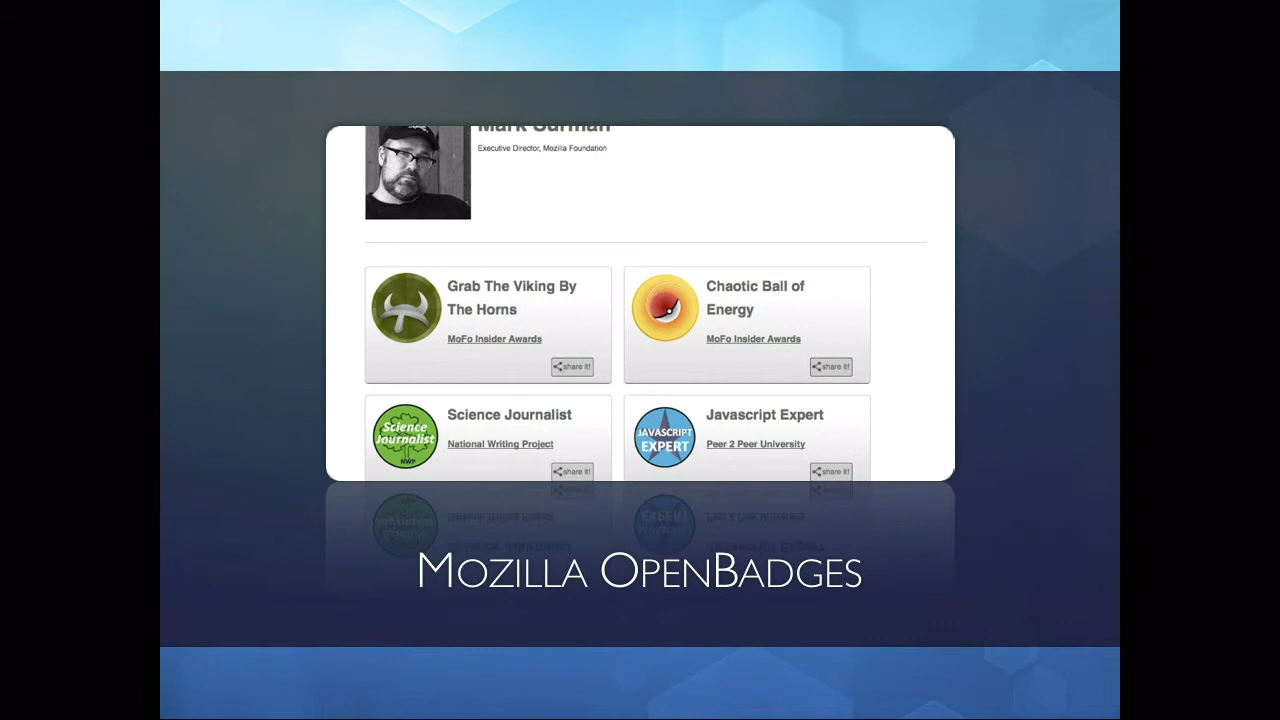 Mark Surman
Executive Director, Mozilla Foundation
Grab The Viking By
The Horns
MoFo Insider Awards
share it!
Chaotic Ball of
Energy
MoFo Insider Awards
share it!
Science
Journalist
NWP
Science Journalist
National Writing Project
share it!
JAVASCRIPT
EXPERT
Javascript Expert
Peer 2 Peer University
share it!
MOZILLA OPENBADGES